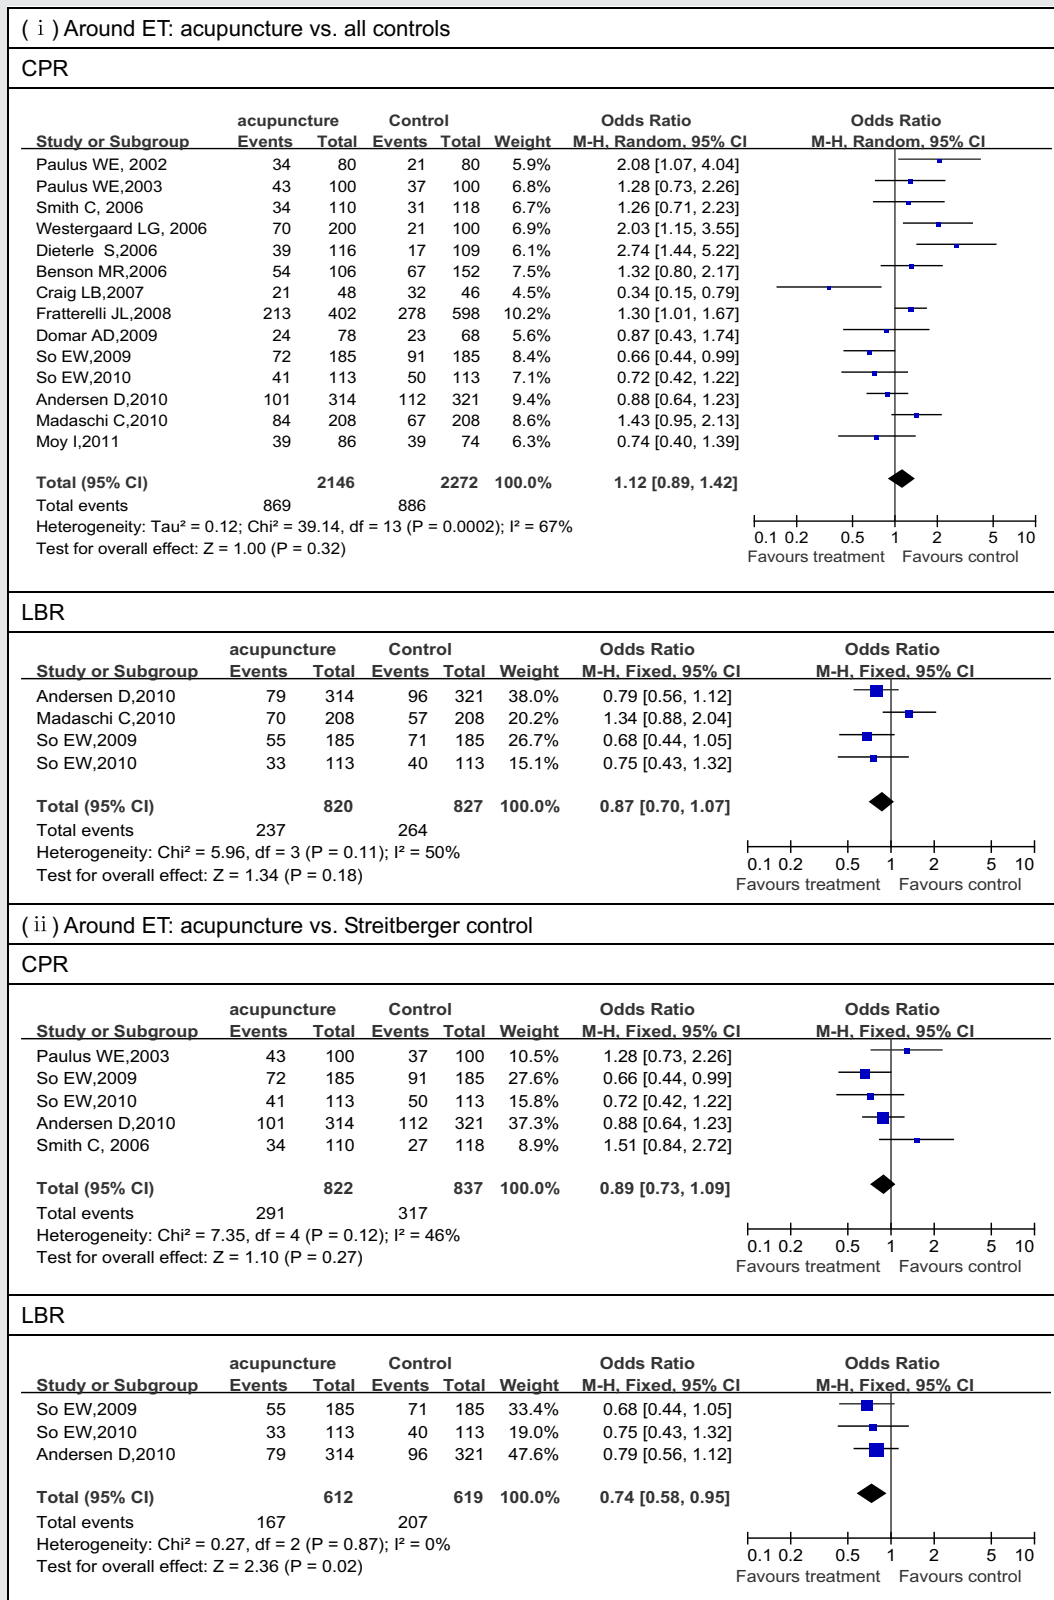 (ⅰ) Around ET: acupuncture vs. all controls
CPR
acupuncture Control Odds Ratio Odds Ratio
Study or Subgroup Events Total Events Total Weight M-H, Random, 95% CI M-H, Random, 95% CI
Paulus WE, 2002 34 80 21 80 5.9% 2.08 [1.07, 4.04]
Paulus WE,2003 43 100 37 100 6.8% 1.28 [0.73, 2.26]
Smith C, 2006 34 110 31 118 6.7% 1.26 [0.71, 2.23]
Westergaard LG, 2006 70 200 21 100 6.9% 2.03 [1.15, 3.55]
Dieterle S,2006 39 116 17 109 6.1% 2.74 [1.44, 5.22]
Benson MR,2006 54 106 67 152 7.5% 1.32 [0.80, 2.17]
Craig LB,2007 21 48 32 46 4.5% 0.34 [0.15, 0.79]
Fratterelli JL,2008 213 402 278 598 10.2% 1.30 [1.01, 1.67]
Domar AD,2009 24 78 23 68 5.6% 0.87 [0.43, 1.74]
So EW,2009 72 185 91 185 8.4% 0.66 [0.44, 0.99]
So EW,2010 41 113 50 113 7.1% 0.72 [0.42, 1.22]
Andersen D,2010 101 314 112 321 9.4% 0.88 [0.64, 1.23]
Madaschi C,2010 84 208 67 208 8.6% 1.43 [0.95, 2.13]
Moy I,2011 39 86 39 74 6.3% 0.74 [0.40, 1.39]
Total (95% CI) 2146 2272 100.0% 1.12 [0.89, 1.42]
Total events 869 886
Heterogeneity: Tau² = 0.12; Chi² = 39.14, df = 13 (P = 0.0002); I² = 67%
Test for overall effect: Z = 1.00 (P = 0.32)
0.1 0.2 0.5 1 2 5 10
Favours treatment Favours control
LBR
acupuncture Control Odds Ratio Odds Ratio
Study or Subgroup Events Total Events Total Weight M-H, Fixed, 95% CI M-H, Fixed, 95% CI
Andersen D,2010 79 314 96 321 38.0% 0.79 [0.56, 1.12]
Madaschi C,2010 70 208 57 208 20.2% 1.34 [0.88, 2.04]
So EW,2009 55 185 71 185 26.7% 0.68 [0.44, 1.05]
So EW,2010 33 113 40 113 15.1% 0.75 [0.43, 1.32]
Total (95% CI) 820 827 100.0% 0.87 [0.70, 1.07]
Total events 237 264
Heterogeneity: Chi² = 5.96, df = 3 (P = 0.11); I² = 50%
Test for overall effect: Z = 1.34 (P = 0.18)
0.1 0.2 0.5 1 2 5 10
Favours treatment Favours control
(ⅱ) Around ET: acupuncture vs. Streitberger control
CPR
acupuncture Control Odds Ratio Odds Ratio
Study or Subgroup Events Total Events Total Weight M-H, Fixed, 95% CI M-H, Fixed, 95% CI
Paulus WE,2003 43 100 37 100 10.5% 1.28 [0.73, 2.26]
So EW,2009 72 185 91 185 27.6% 0.66 [0.44, 0.99]
So EW,2010 41 113 50 113 15.8% 0.72 [0.42, 1.22]
Andersen D,2010 101 314 112 321 37.3% 0.88 [0.64, 1.23]
Smith C, 2006 34 110 27 118 8.9% 1.51 [0.84, 2.72]
Total (95% CI) 822 837 100.0% 0.89 [0.73, 1.09]
Total events 291 317
Heterogeneity: Chi² = 7.35, df = 4 (P = 0.12); I² = 46%
Test for overall effect: Z = 1.10 (P = 0.27)
0.1 0.2 0.5 1 2 5 10
Favours treatment Favours control
LBR
acupuncture Control Odds Ratio Odds Ratio
Study or Subgroup Events Total Events Total Weight M-H, Fixed, 95% CI M-H, Fixed, 95% CI
So EW,2009 55 185 71 185 33.4% 0.68 [0.44, 1.05]
So EW,2010 33 113 40 113 19.0% 0.75 [0.43, 1.32]
Andersen D,2010 79 314 96 321 47.6% 0.79 [0.56, 1.12]
Total (95% CI) 612 619 100.0% 0.74 [0.58, 0.95]
Total events 167 207
Heterogeneity: Chi² = 0.27, df = 2 (P = 0.87); I² = 0%
Test for overall effect: Z = 2.36 (P = 0.02)
0.1 0.2 0.5 1 2 5 10
Favours treatment Favours control